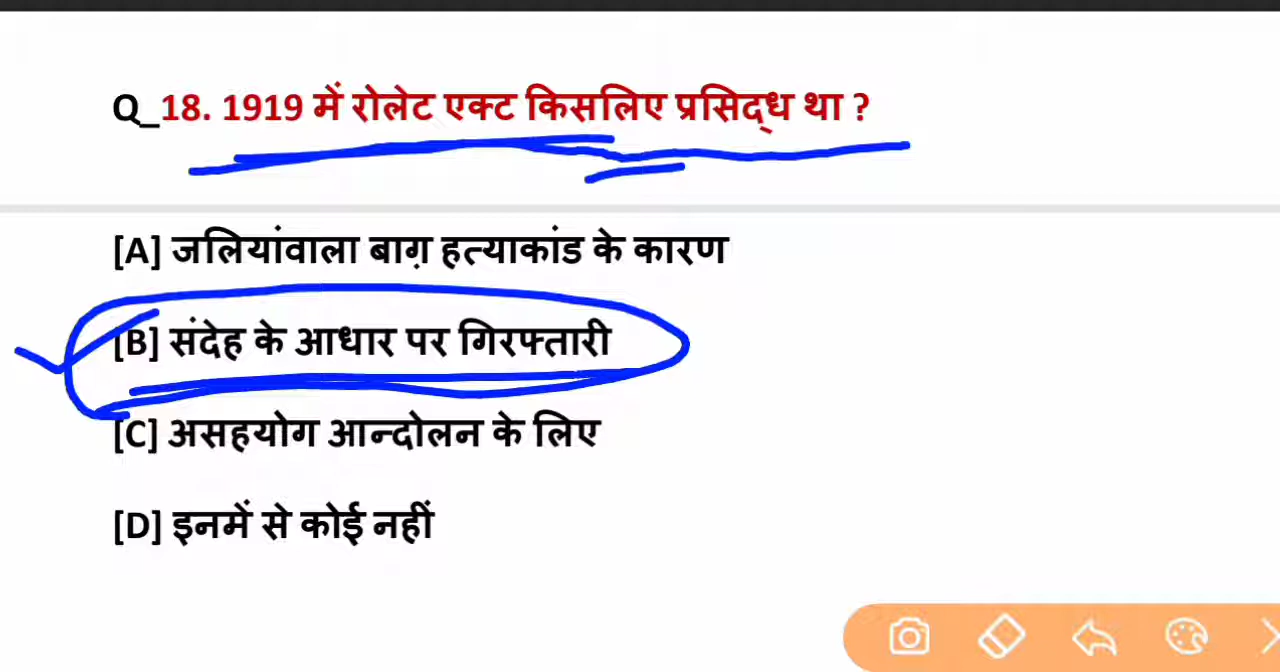 Q_18. 1919 में रोलेट एक्ट किसलिए प्रसिद्ध था ?
[A] जलियांवाला बाग़ हत्याकांड के कारण
[B] संदेह के आधार पर गिरफ्तारी
[C] असहयोग आन्दोलन के लिए
[D] इनमें से कोई नहीं